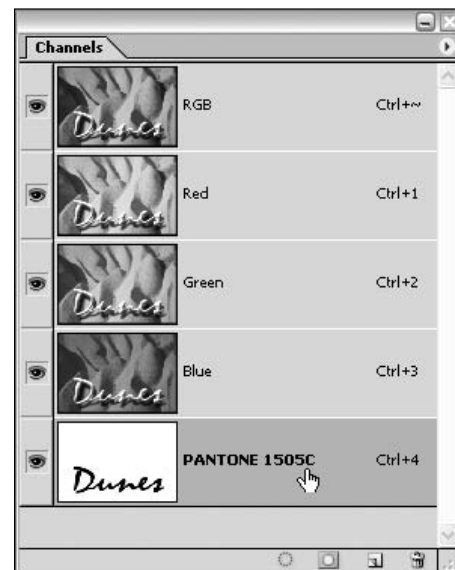 Channels
RGB Ctrl+~
Dunes
Red Ctrl+1
Dunes
Green Ctrl+2
Dunes
Blue Ctrl+3
Dunes
PANTONE 1505C Ctrl+4
Dunes